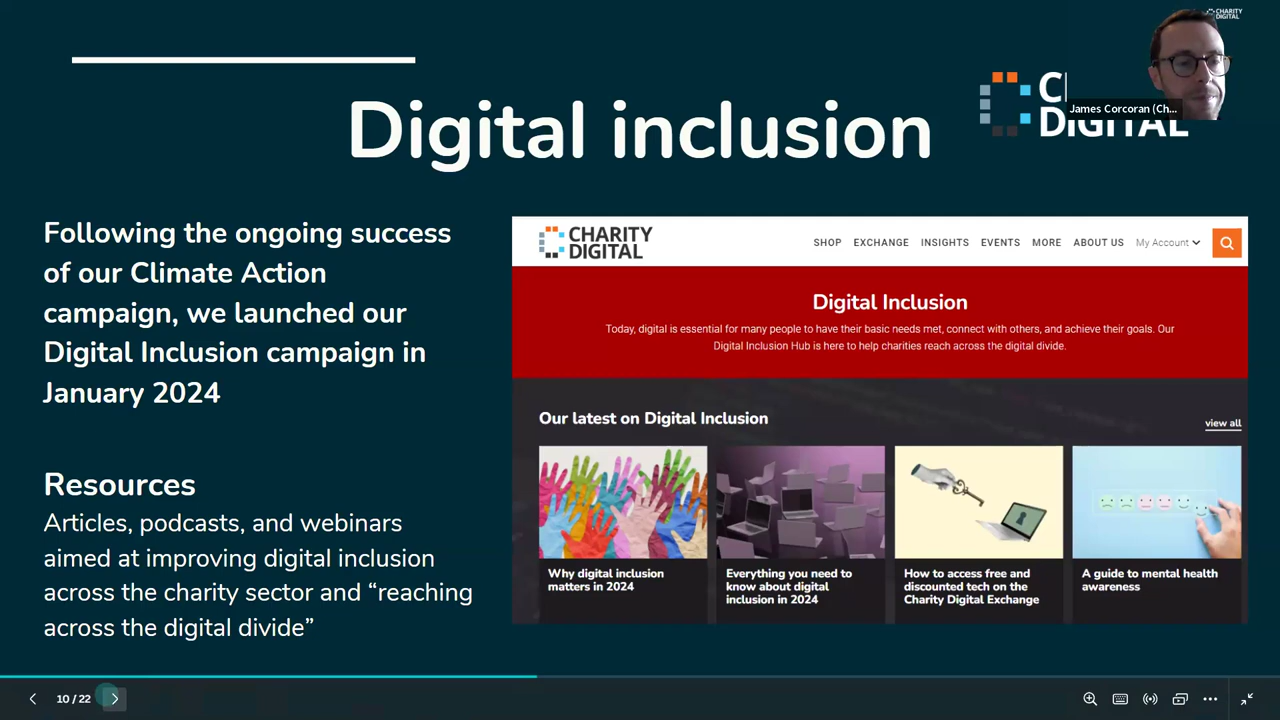 CHARITY
DIGITAL
Digital inclusion
James Corcoran (Ch...
DIGITAL
Following the ongoing success
of our Climate Action
campaign, we launched our
Digital Inclusion campaign in
January 2024
Resources
Articles, podcasts, and webinars
aimed at improving digital inclusion
across the charity sector and “reaching
across the digital divide”
CHARITY
DIGITAL
SHOP EXCHANGE INSIGHTS EVENTS MORE ABOUT US My Account
Digital Inclusion
Today, digital is essential for many people to have their basic needs met, connect with others, and achieve their goals. Our
Digital Inclusion Hub is here to help charities reach across the digital divide.
Our latest on Digital Inclusion
view all
Why digital inclusion
matters in 2024
Everything you need to
know about digital
inclusion in 2024
How to access free and
discounted tech on the
Charity Digital Exchange
A guide to mental health
awareness
10 / 22